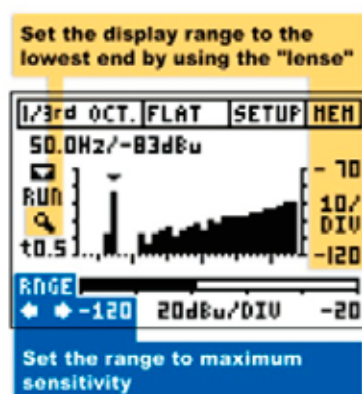 Set the display range to the
lowest end by using the "lense"
1/3rd OCT. FLAT SETUP MEM
50.0Hz/-83dBu
RUN
t0.5
- 70
10/
DIV
-120
RNGE
-120 20dBu/DIV -20
Set the range to maximum
sensitivity